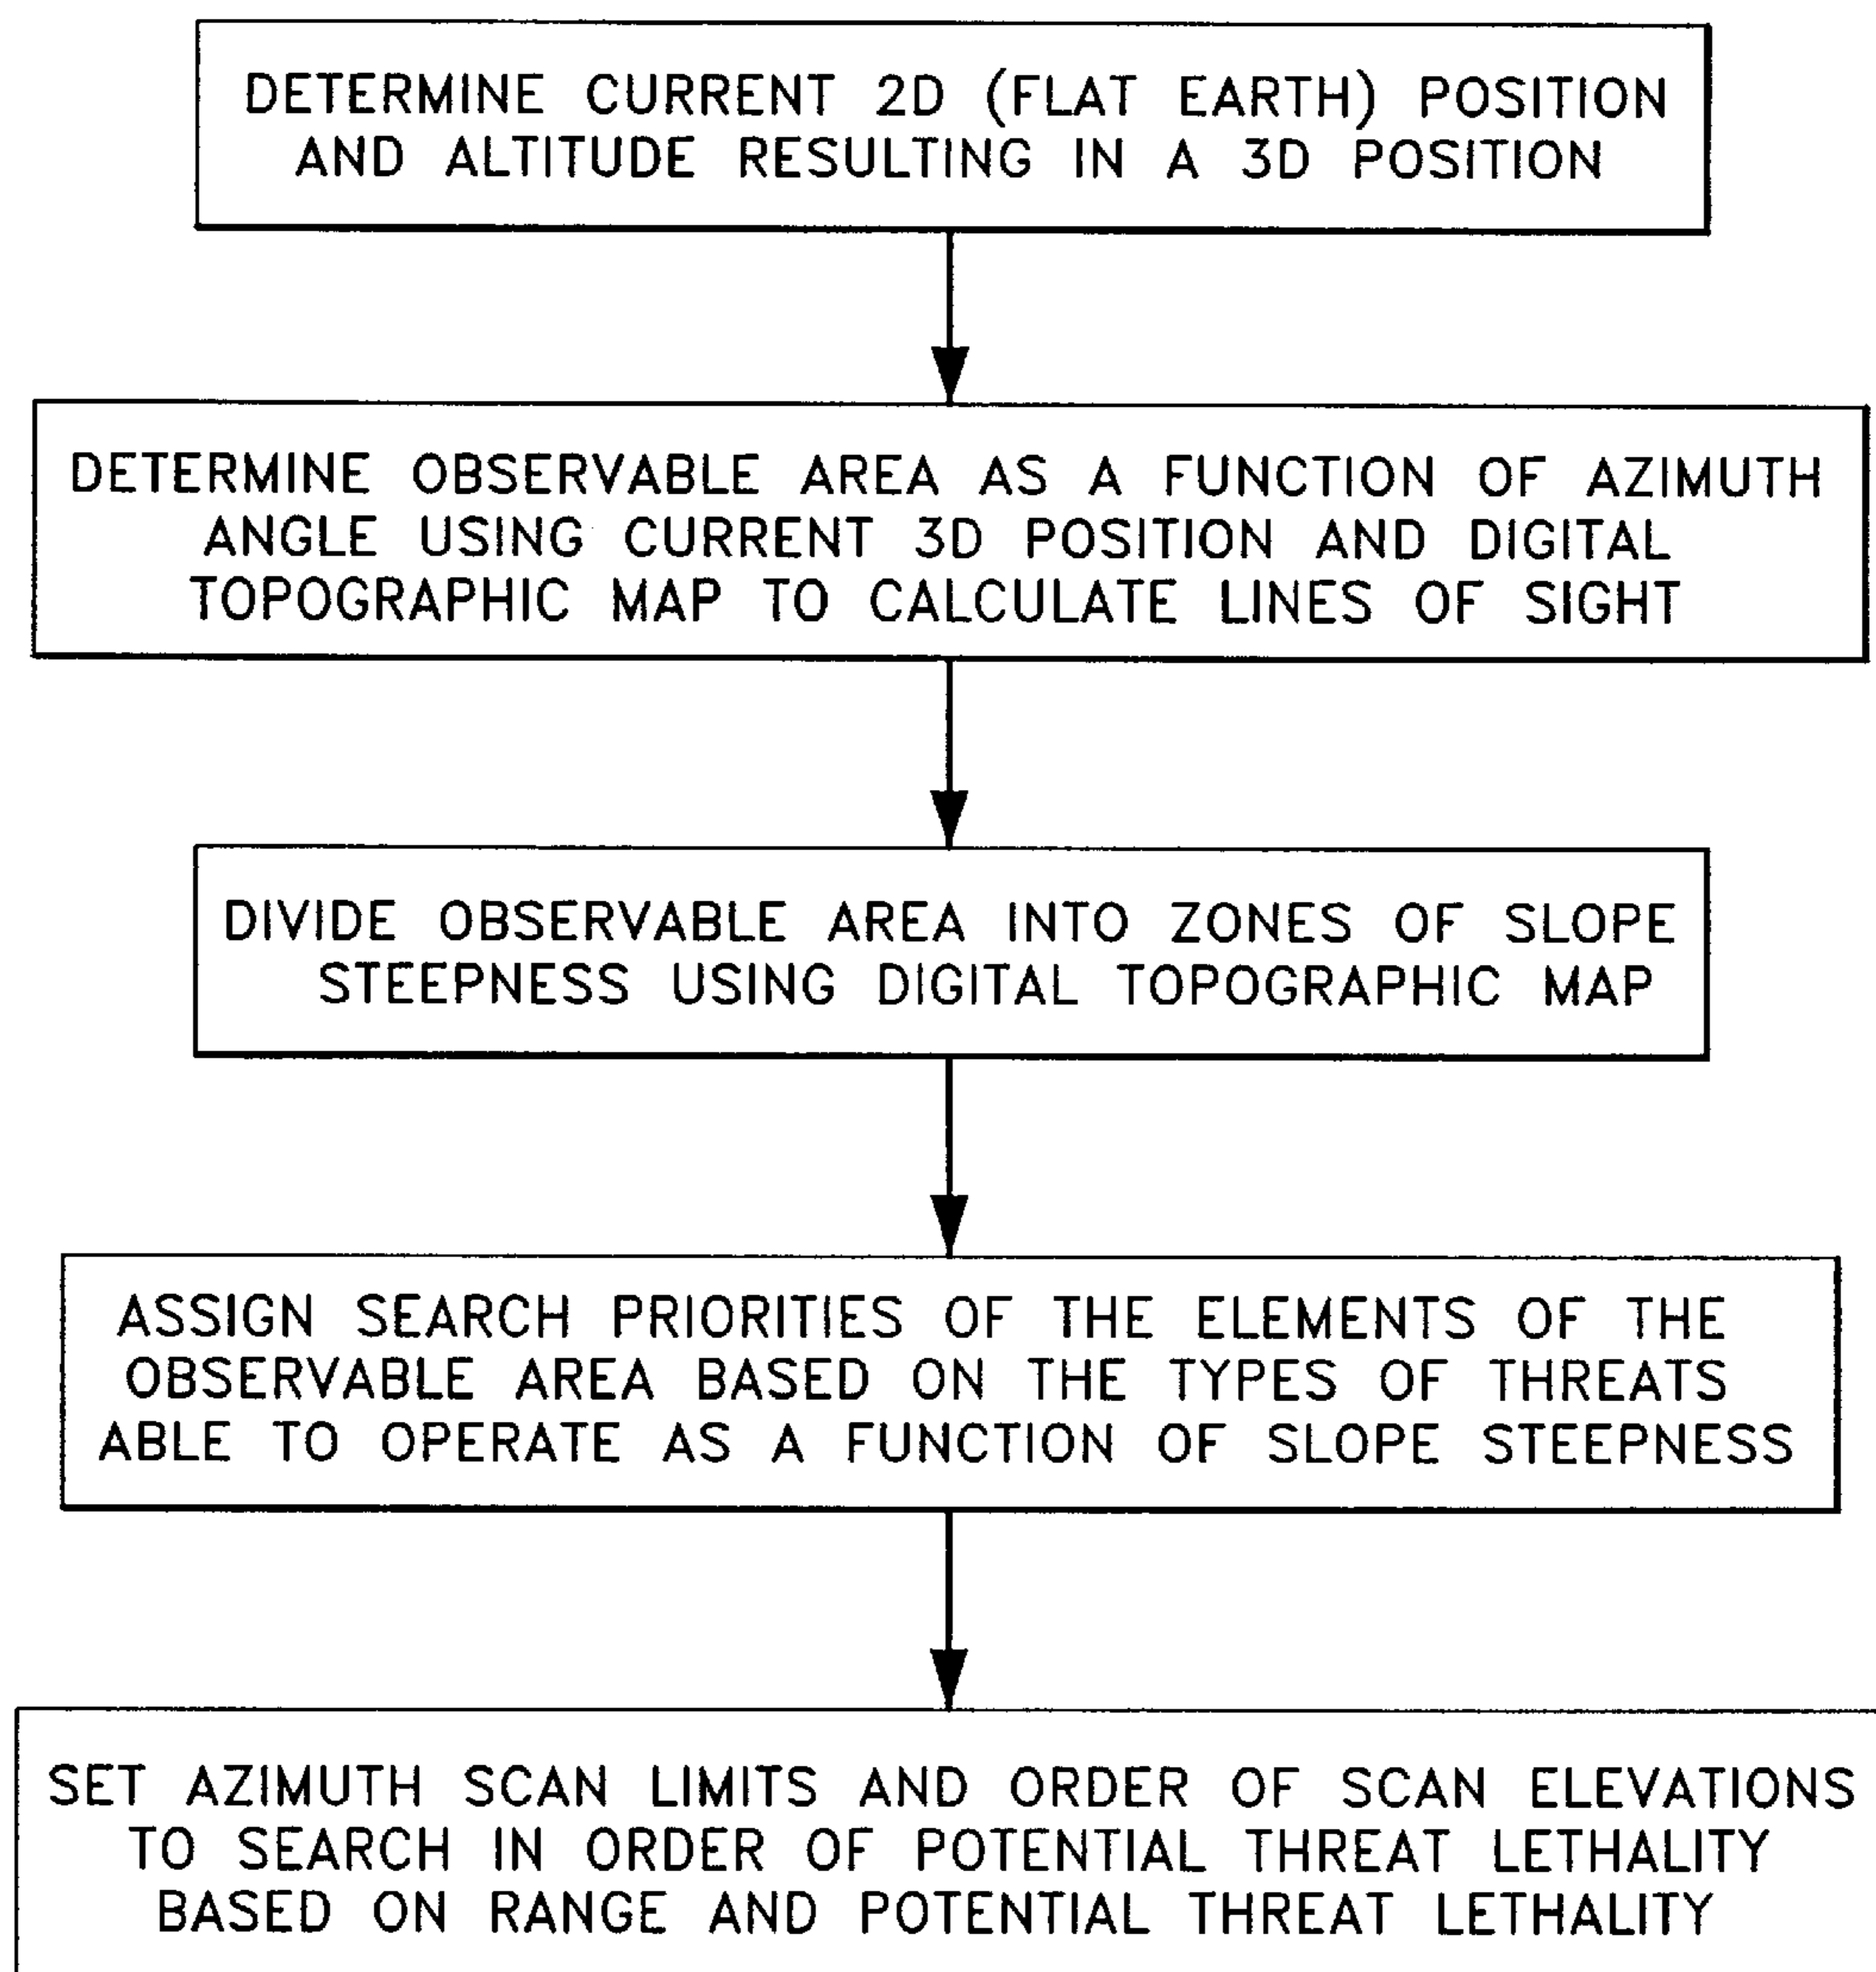 DETERMINE CURRENT 2D (FLAT EARTH) POSITION
AND ALTITUDE RESULTING IN A 3D POSITION
DETERMINE OBSERVABLE AREA AS A FUNCTION OF AZIMUTH
ANGLE USING CURRENT 3D POSITION AND DIGITAL
TOPOGRAPHIC MAP TO CALCULATE LINES OF SIGHT
DIVIDE OBSERVABLE AREA INTO ZONES OF SLOPE
STEEPNESS USING DIGITAL TOPOGRAPHIC MAP
ASSIGN SEARCH PRIORITIES OF THE ELEMENTS OF THE
OBSERVABLE AREA BASED ON THE TYPES OF THREATS
ABLE TO OPERATE AS A FUNCTION OF SLOPE STEEPNESS
SET AZIMUTH SCAN LIMITS AND ORDER OF SCAN ELEVATIONS
TO SEARCH IN ORDER OF POTENTIAL THREAT LETHALITY
BASED ON RANGE AND POTENTIAL THREAT LETHALITY